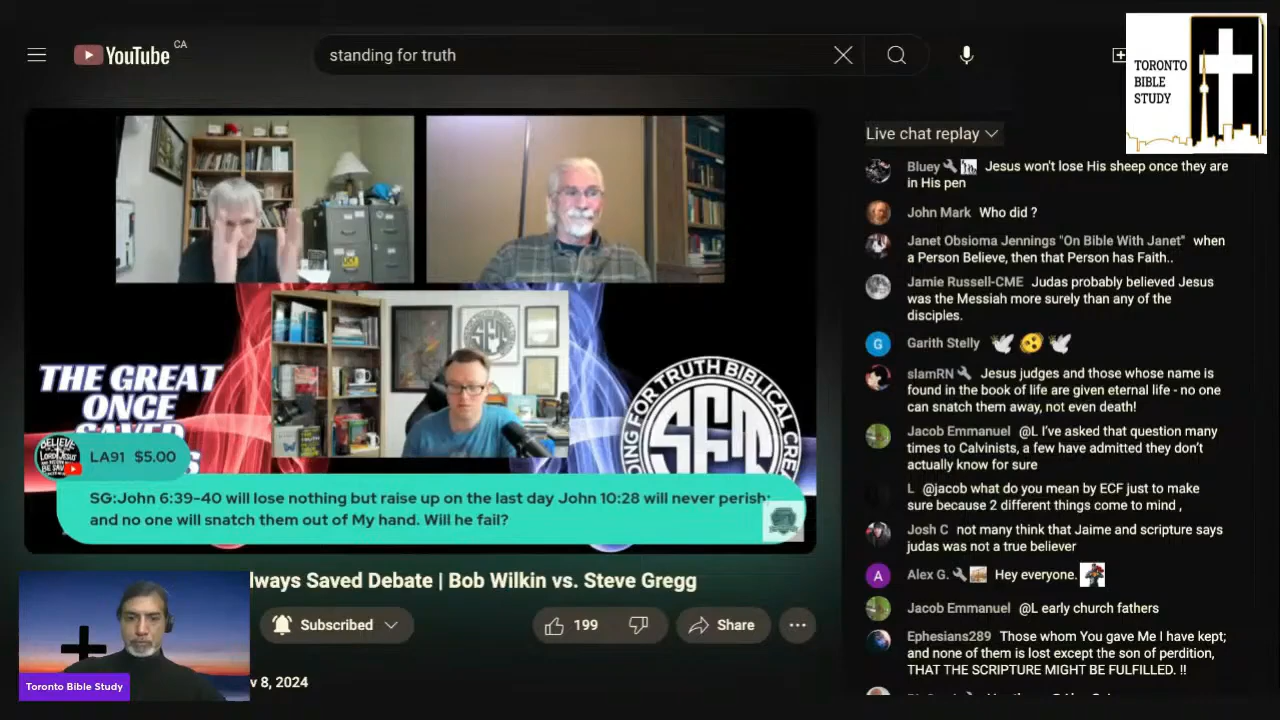 YouTube CA
standing for truth
TORONTO
BIBLE
STUDY
THE GREAT
ONCE
SAVED
LA91 $5.00
SG:John 6:39-40 will lose nothing but raise up on the last day John 10:28 will never perish;
and no one will snatch them out of My hand. Will he fail?
SFT
lways Saved Debate | Bob Wilkin vs. Steve Gregg
Subscribed
199
Share
v 8, 2024
Toronto Bible Study
Live chat replay
Bluey Jesus won't lose His sheep once they are
in His pen
John Mark Who did ?
Janet Obsioma Jennings "On Bible With Janet" when
a Person Believe, then that Person has Faith..
Jamie Russell-CME Judas probably believed Jesus
was the Messiah more surely than any of the
disciples.
G Garith Stelly
slamRN Jesus judges and those whose name is
found in the book of life are given eternal life - no one
can snatch them away, not even death!
Jacob Emmanuel @L I've asked that question many
times to Calvinists, a few have admitted they don't
actually know for sure
L @jacob what do you mean by ECF just to make
sure because 2 different things come to mind ,
Josh C not many think that Jaime and scripture says
judas was not a true believer
A Alex G. Hey everyone.
Jacob Emmanuel @L early church fathers
Ephesians289 Those whom You gave Me I have kept;
and none of them is lost except the son of perdition,
THAT THE SCRIPTURE MIGHT BE FULFILLED. !!